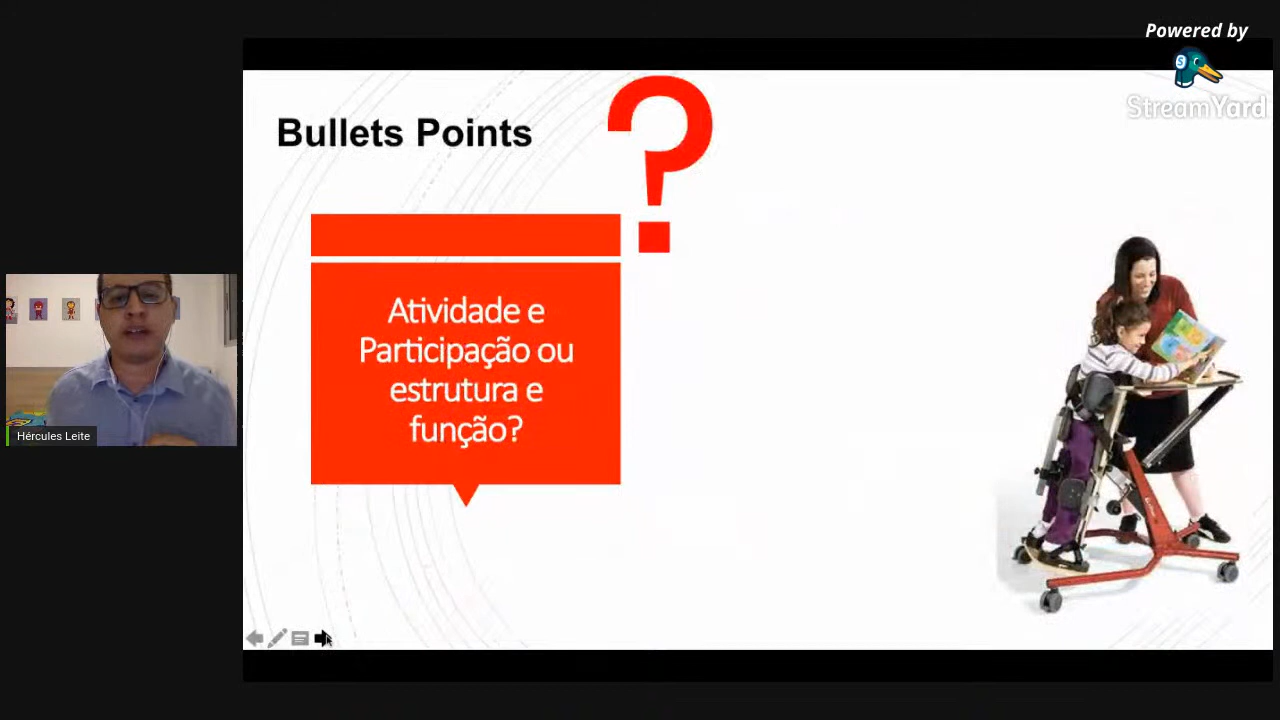 Powered by
StreamYard
Bullets Points
?
Atividade e
Participação ou
estrutura e
função?
Hércules Leite